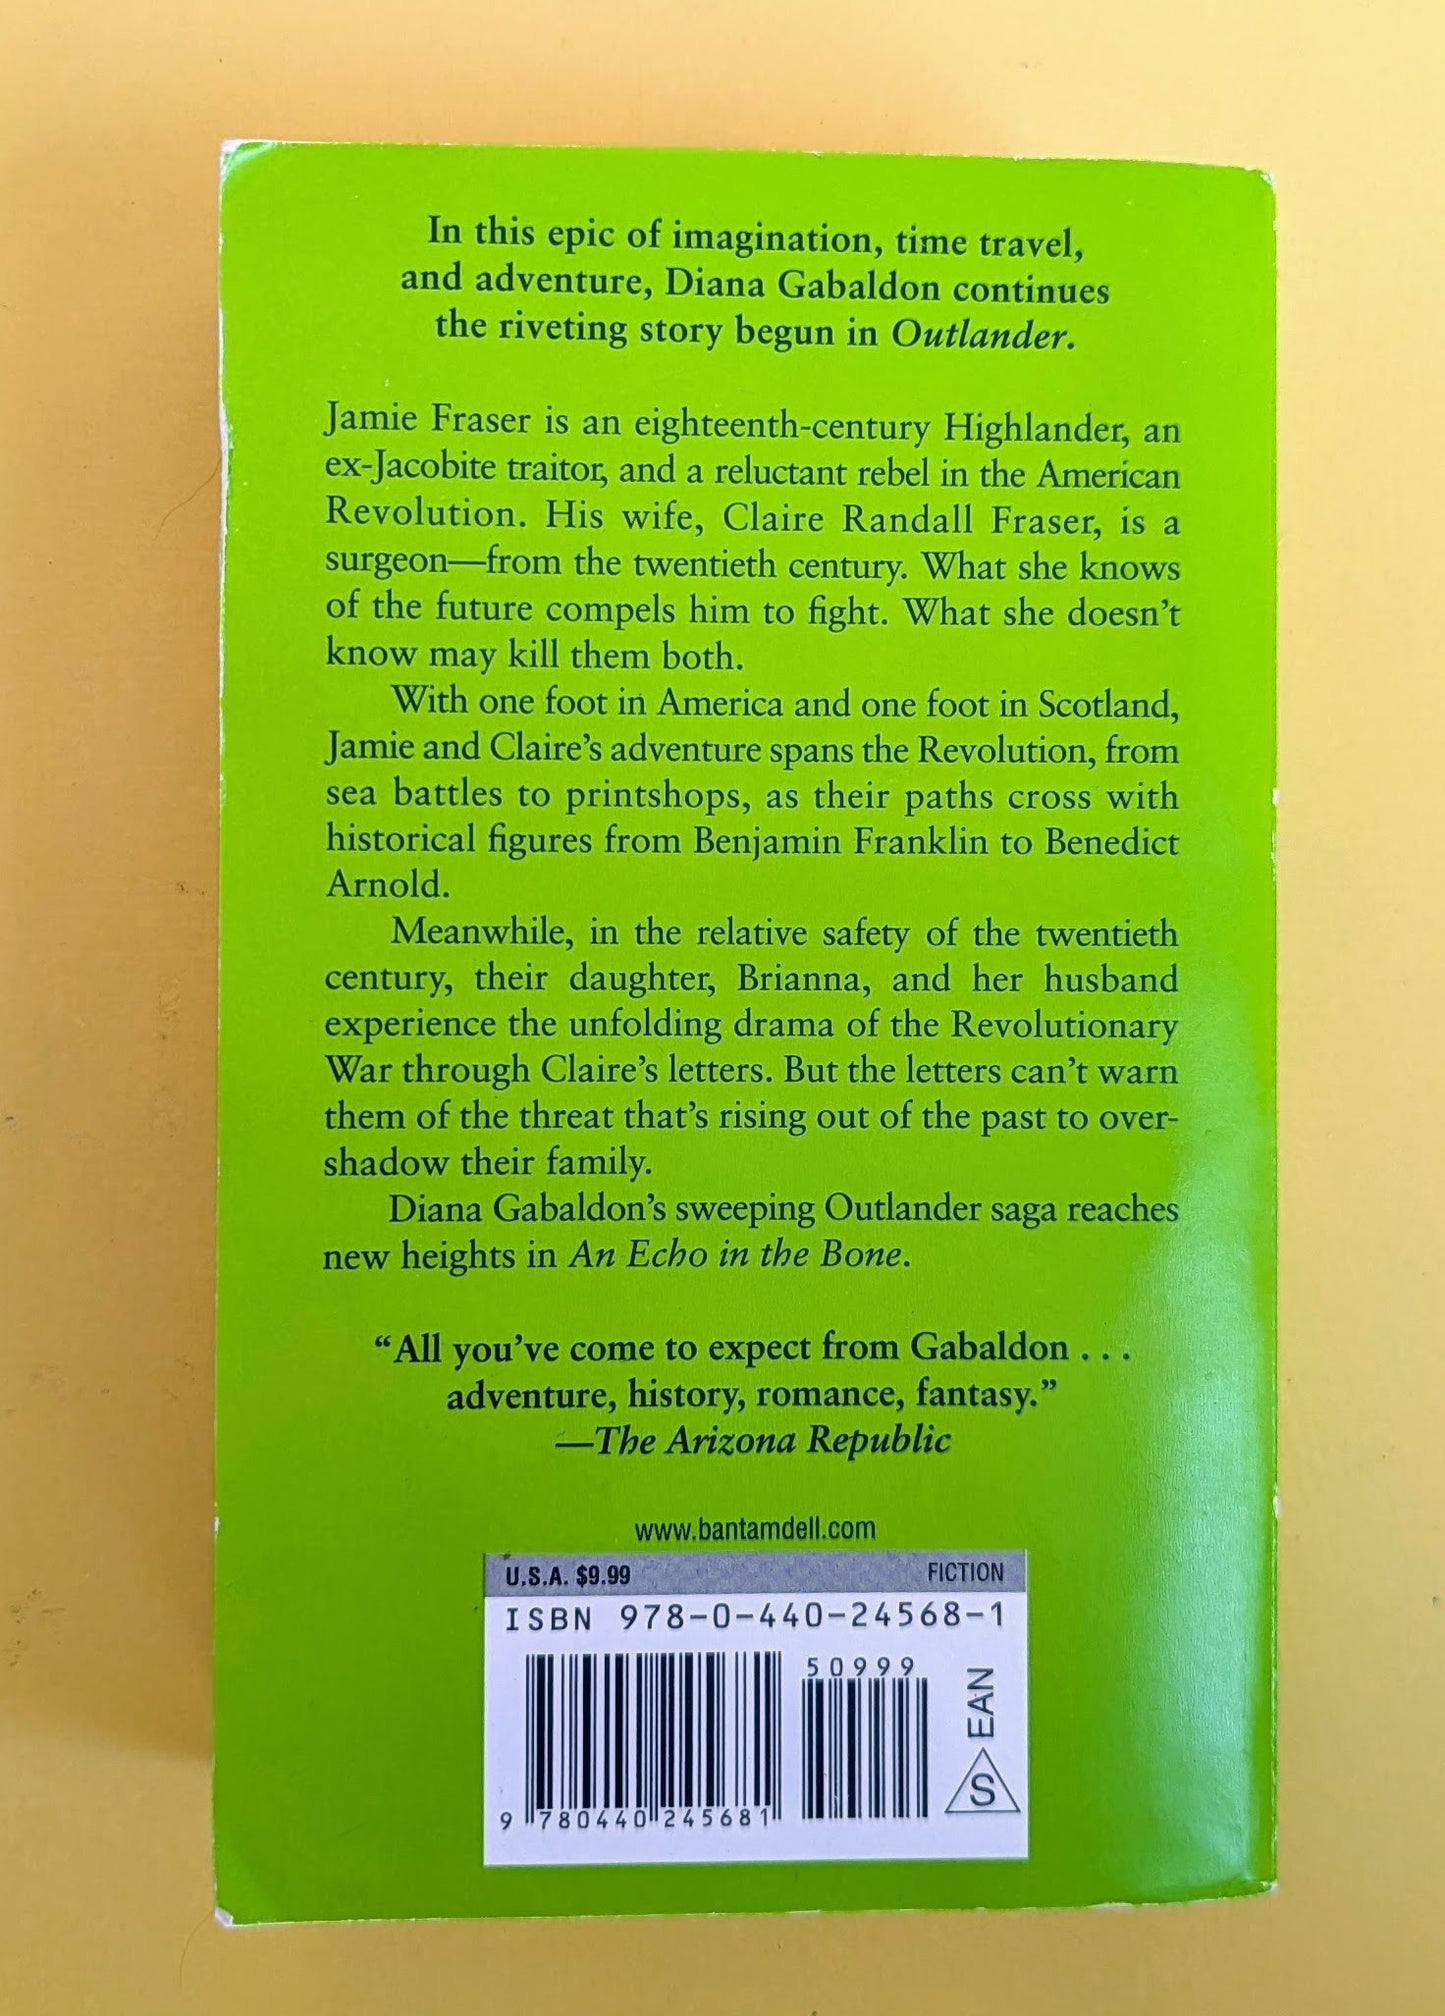 In this epic of imagination, time travel,
and adventure, Diana Gabaldon continues
the riveting story begun in Outlander.
Jamie Fraser is an eighteenth-century Highlander, an
ex-Jacobite traitor, and a reluctant rebel in the American
Revolution. His wife, Claire Randall Fraser, is a
surgeon—from the twentieth century. What she knows
of the future compels him to fight. What she doesn’t
know may kill them both.
With one foot in America and one foot in Scotland,
Jamie and Claire’s adventure spans the Revolution, from
sea battles to printshops, as their paths cross with
historical figures from Benjamin Franklin to Benedict
Arnold.
Meanwhile, in the relative safety of the twentieth
century, their daughter, Brianna, and her husband
experience the unfolding drama of the Revolutionary
War through Claire’s letters. But the letters can’t warn
them of the threat that’s rising out of the past to over-
shadow their family.
Diana Gabaldon’s sweeping Outlander saga reaches
new heights in An Echo in the Bone.
“All you’ve come to expect from Gabaldon . . .
adventure, history, romance, fantasy.”
—The Arizona Republic
www.bantamdell.com
U.S.A. $9.99 FICTION
ISBN 978-0-440-24568-1
50999
EAN
S
9 780440 245681